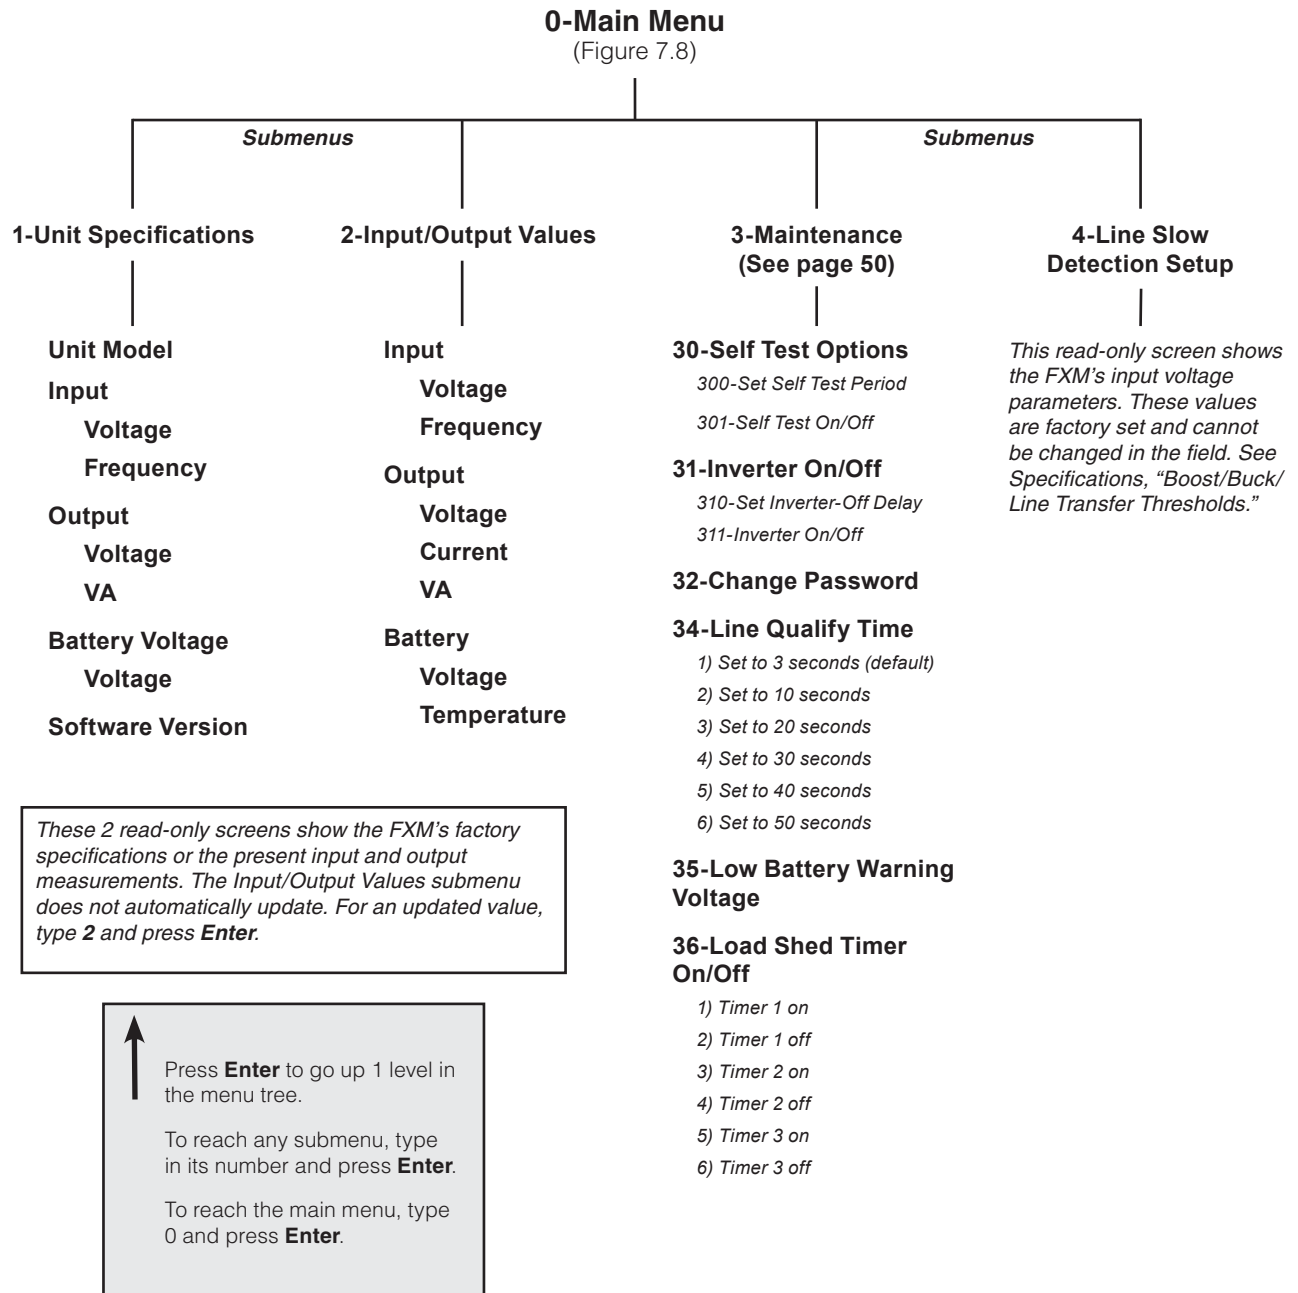 0-Main Menu
(Figure 7.8)
Submenus
Submenus
1-Unit Specifications
Unit Model
Input
Voltage
Frequency
Output
Voltage
VA
Battery Voltage
Voltage
Software Version
2-Input/Output Values
Input
Voltage
Frequency
Output
Voltage
Current
VA
Battery
Voltage
Temperature
These 2 read-only screens show the FXM’s factory
specifications or the present input and output
measurements. The Input/Output Values submenu
does not automatically update. For an updated value,
type 2 and press Enter.
Press Enter to go up 1 level in
the menu tree.
To reach any submenu, type
in its number and press Enter.
To reach the main menu, type
0 and press Enter.
3-Maintenance
(See page 50)
30-Self Test Options
300-Set Self Test Period
301-Self Test On/Off
31-Inverter On/Off
310-Set Inverter-Off Delay
311-Inverter On/Off
32-Change Password
34-Line Qualify Time
1) Set to 3 seconds (default)
2) Set to 10 seconds
3) Set to 20 seconds
4) Set to 30 seconds
5) Set to 40 seconds
6) Set to 50 seconds
35-Low Battery Warning
Voltage
36-Load Shed Timer
On/Off
1) Timer 1 on
2) Timer 1 off
3) Timer 2 on
4) Timer 2 off
5) Timer 3 on
6) Timer 3 off
4-Line Slow
Detection Setup
This read-only screen shows
the FXM’s input voltage
parameters. These values
are factory set and cannot
be changed in the field. See
Specifications, “Boost/Buck/
Line Transfer Thresholds.”